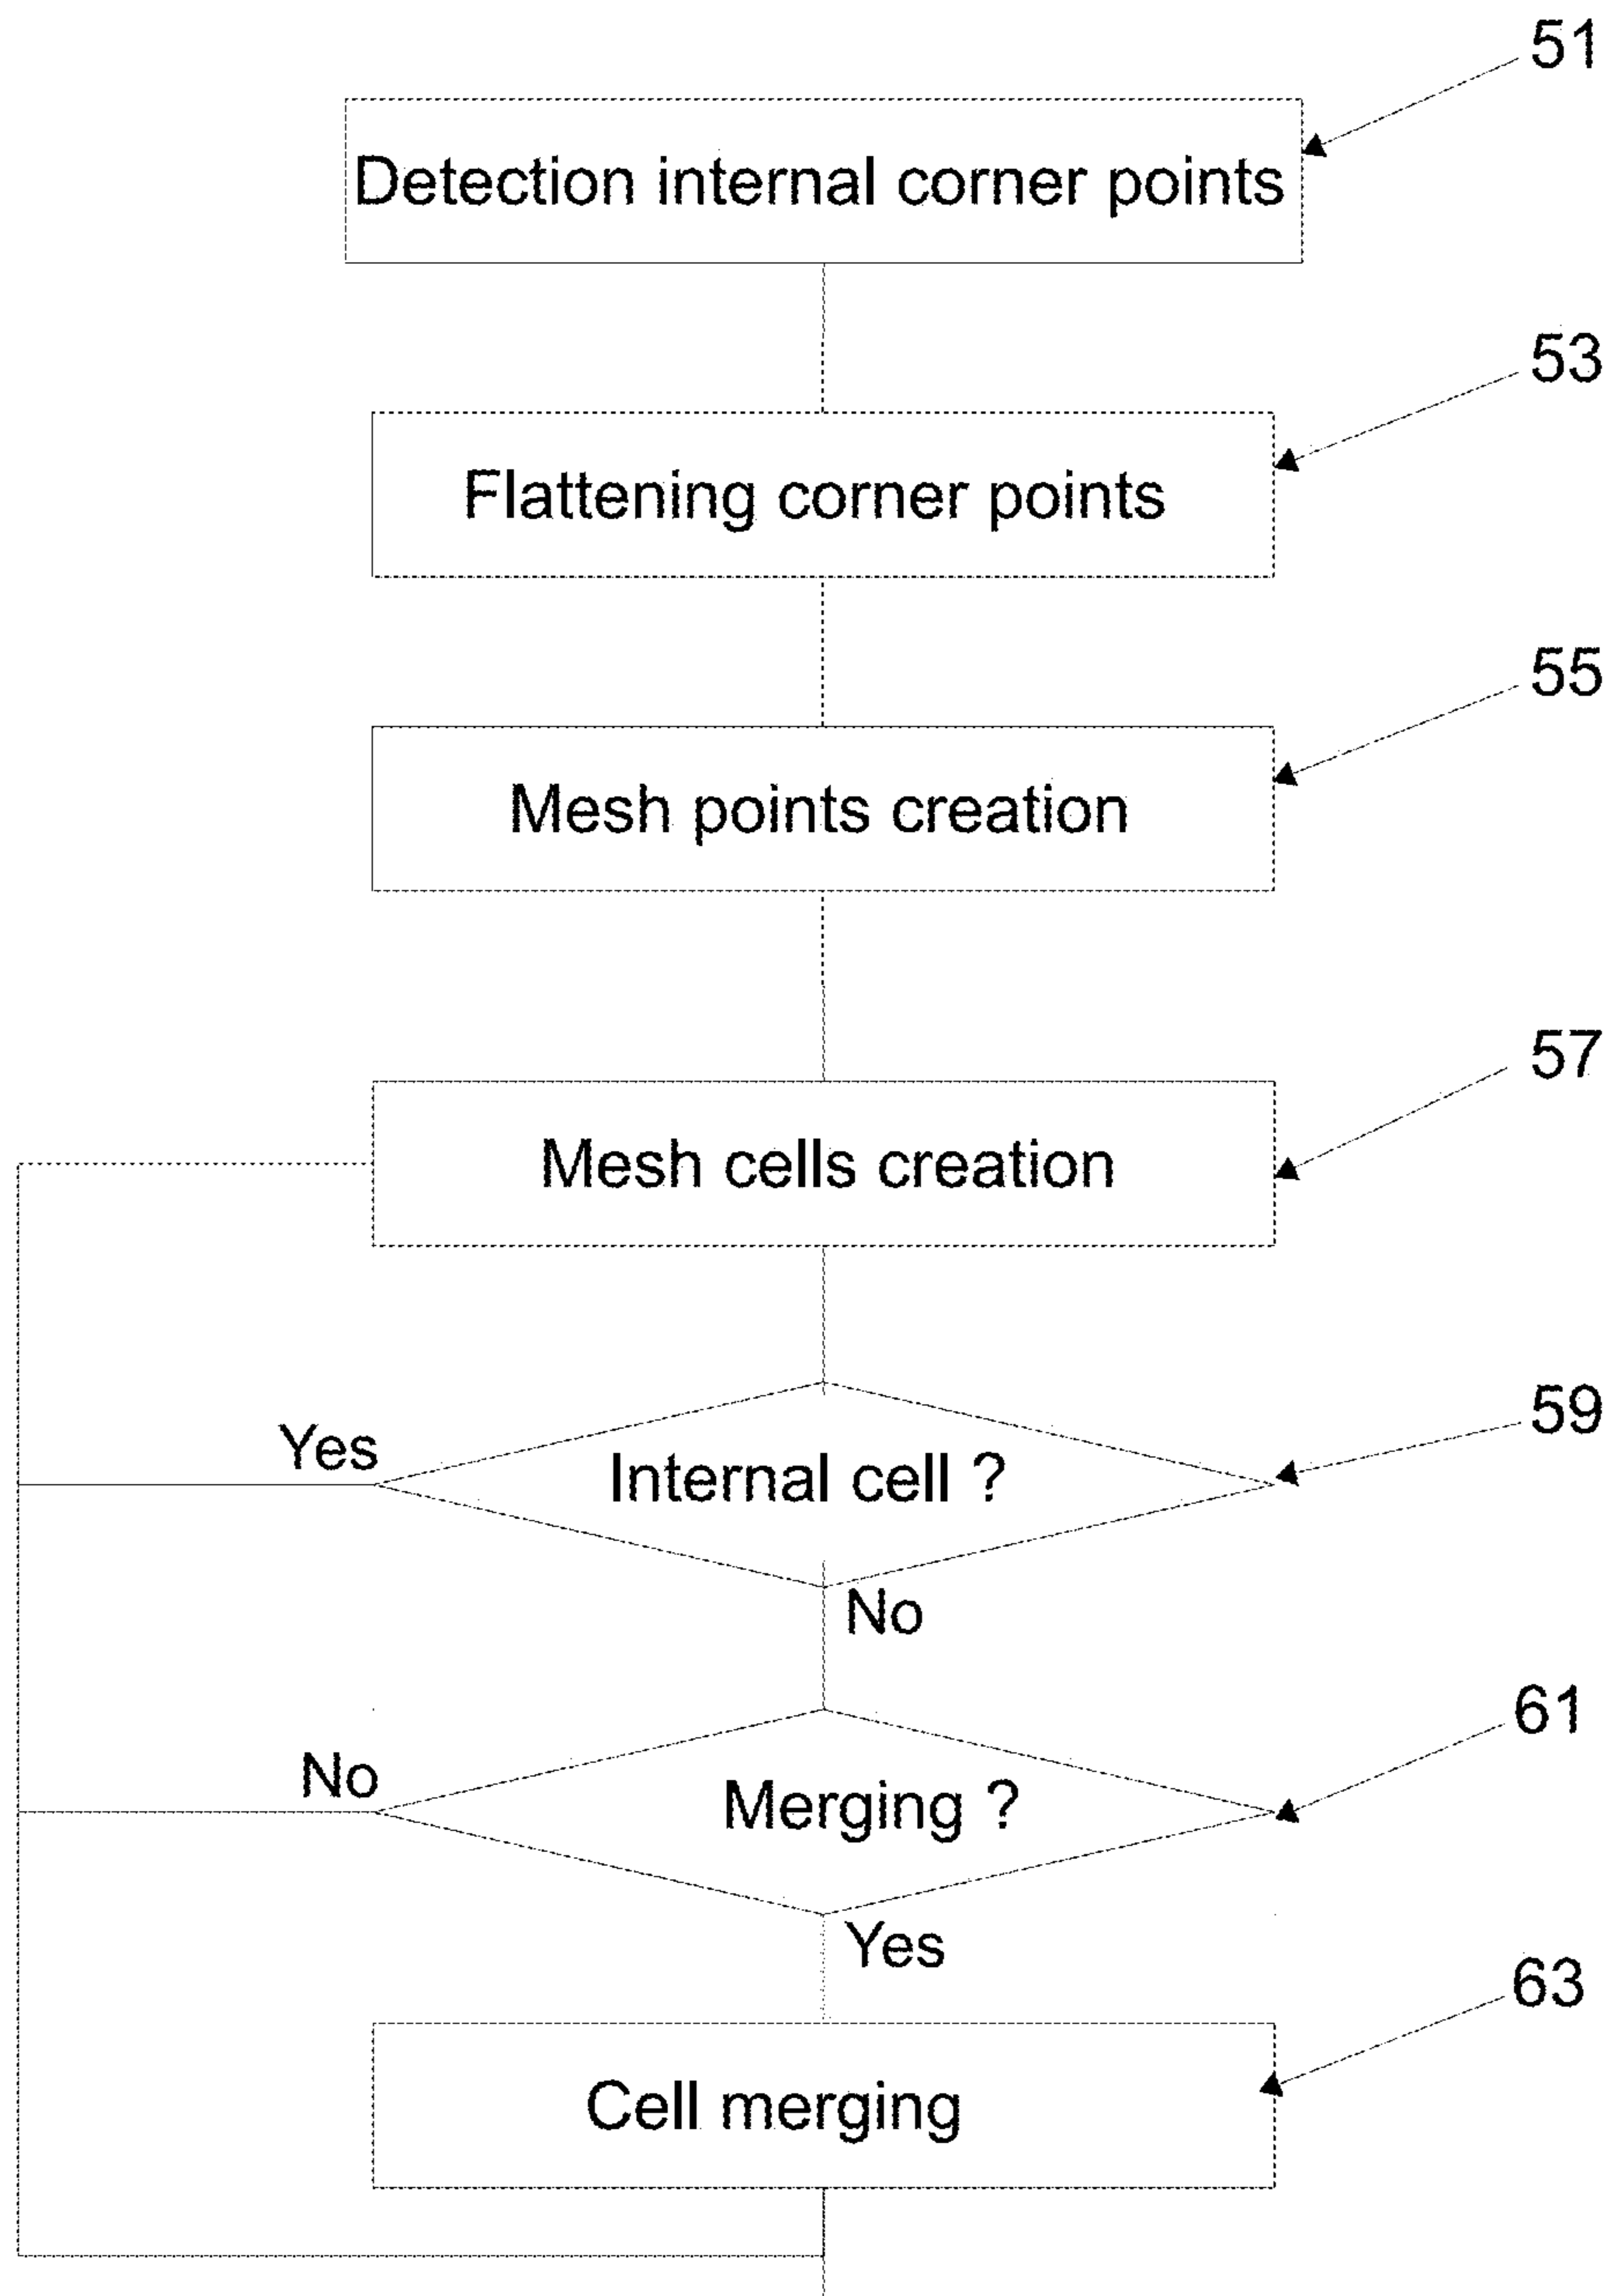 51
Detection internal corner points
53
Flattening corner points
55
Mesh points creation
57
Mesh cells creation
59
Yes
Internal cell ?
No
61
No
Merging ?
Yes
63
Cell merging